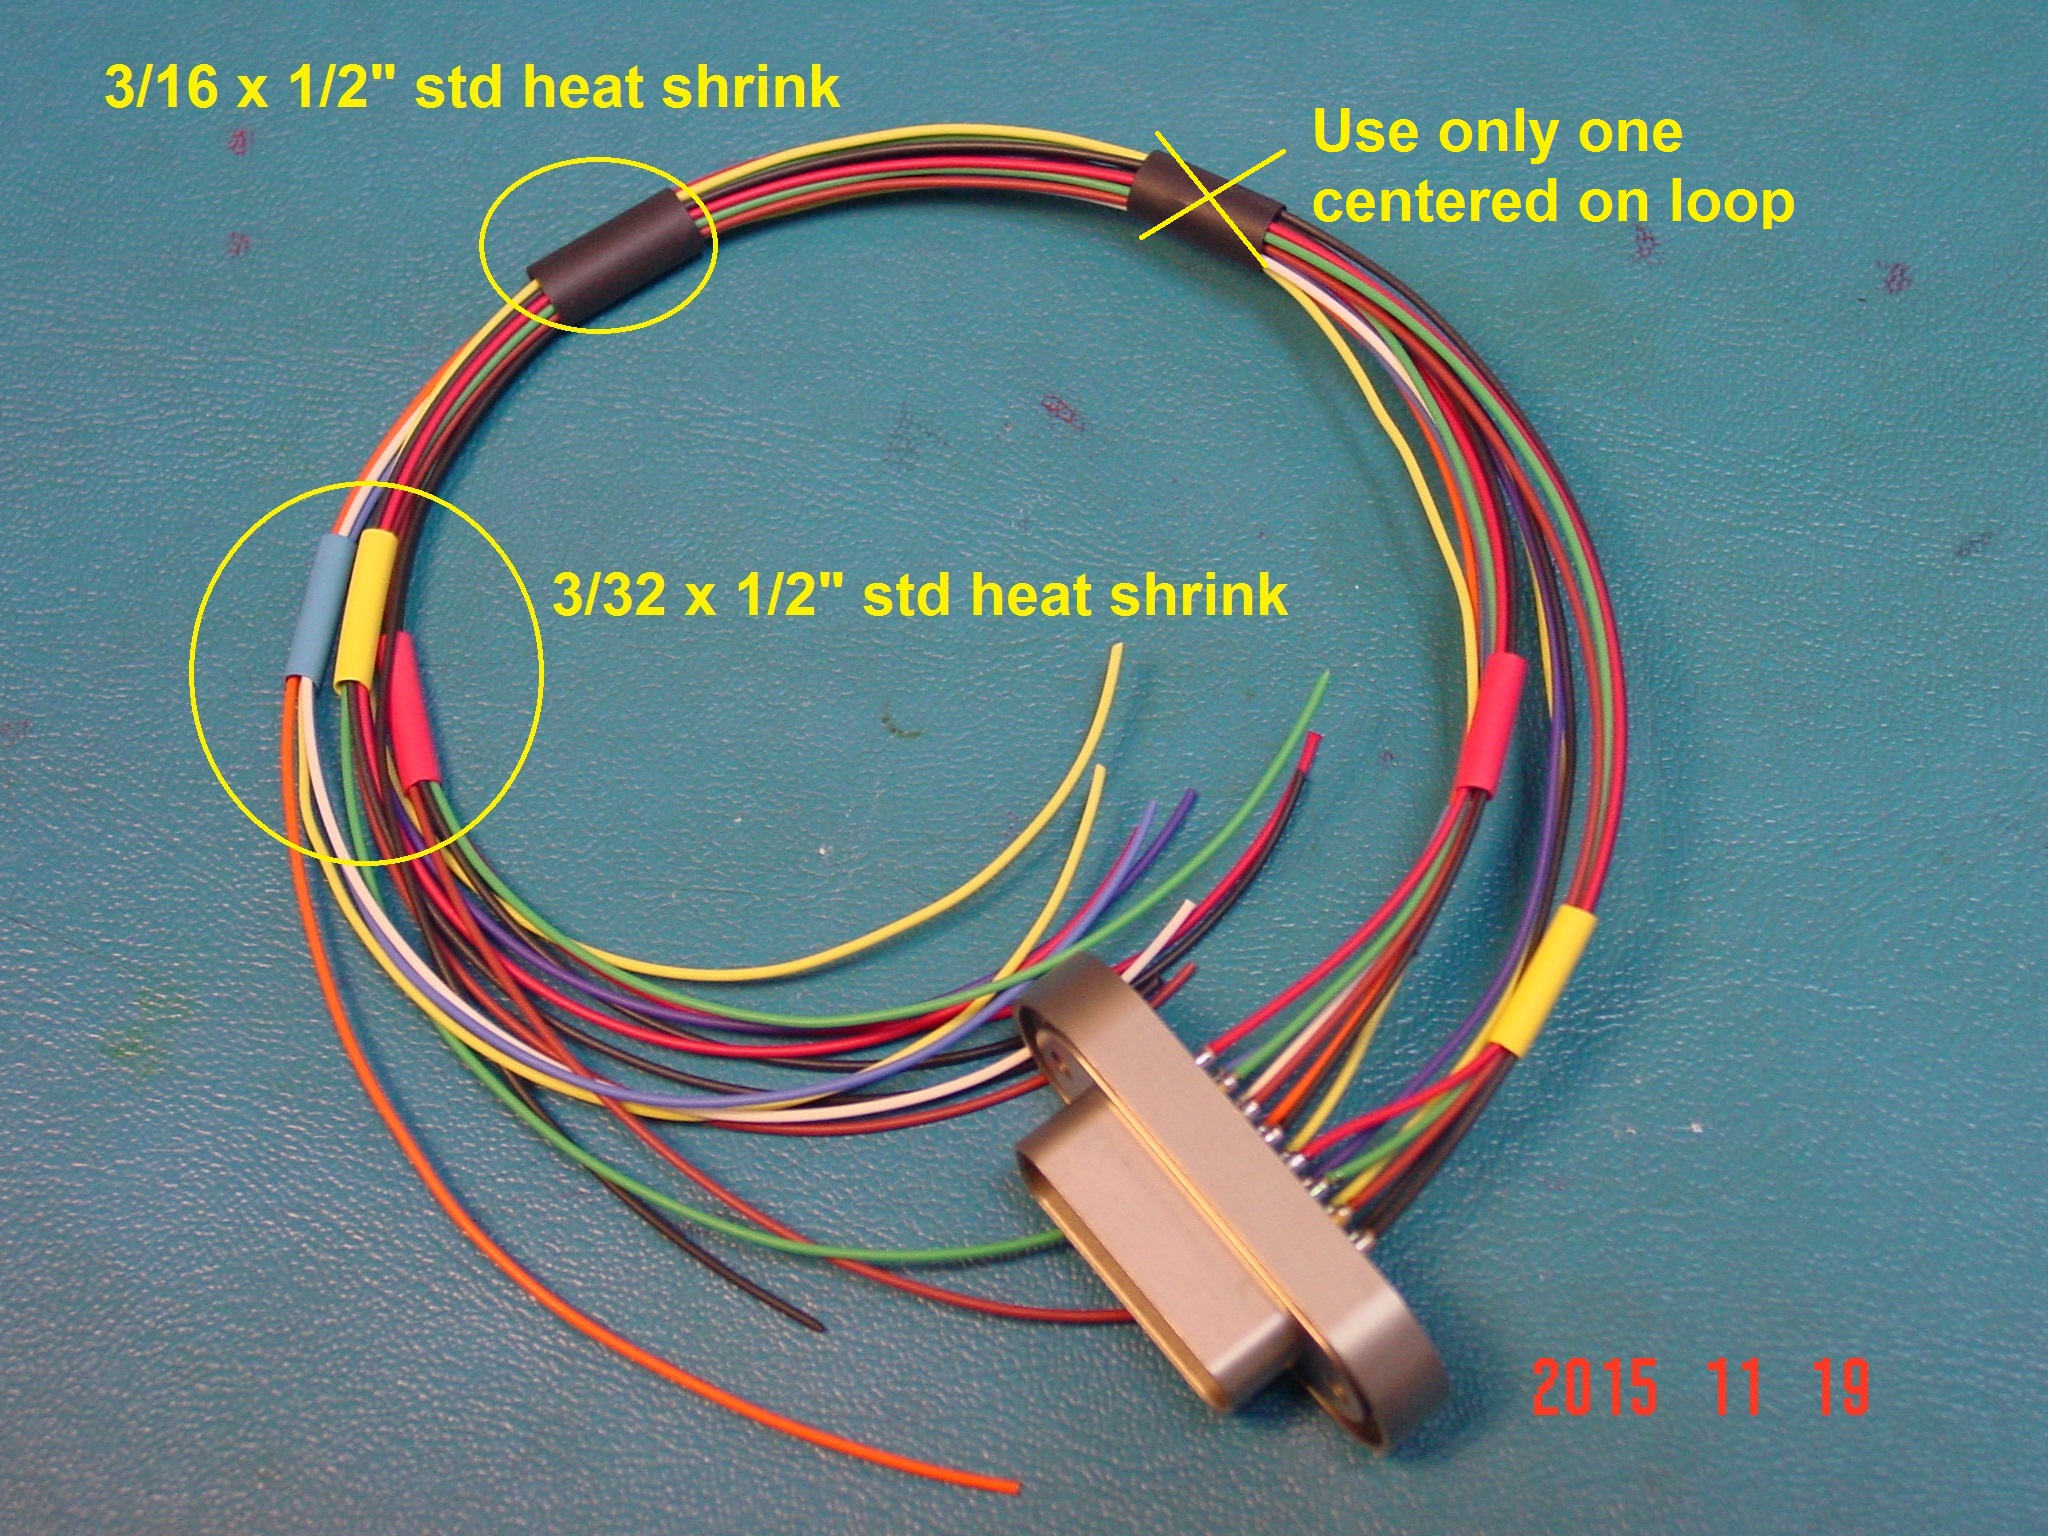 3/16 x 1/2" std heat shrink
Use only one
centered on loop
3/32 x 1/2" std heat shrink
2015 11 19